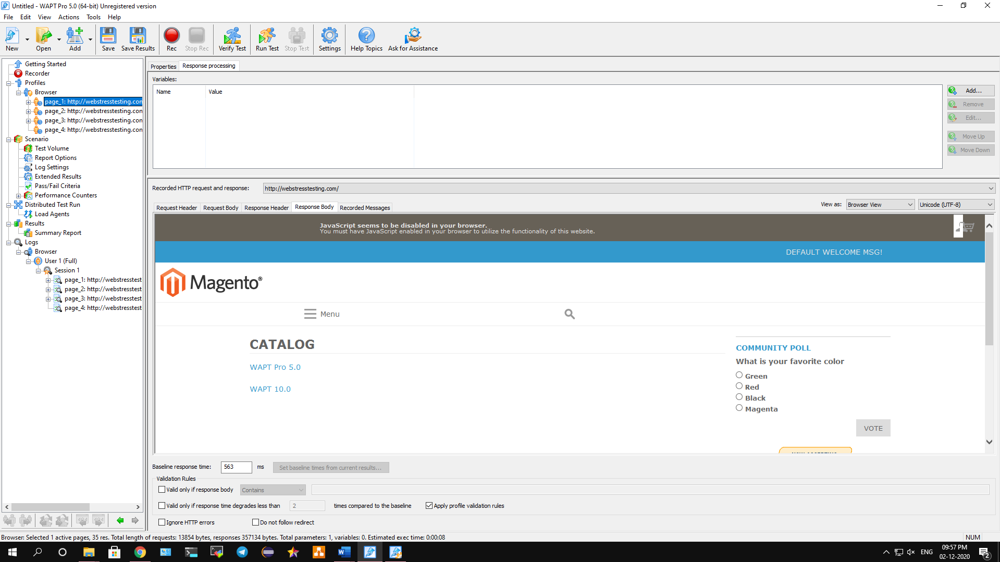 Untitled - WAPT Pro 5.0 (64-bit) Unregistered version
File Edit View Actions Tools Help
New Open Add Save Save Results Rec Stop Rec Verify Test Run Test Stop Test Settings Help Topics Ask for Assistance
Getting Started
Recorder
Profiles
Browser
page_1: http://webstresstesting.con
page_2: http://webstresstesting.con
page_3: http://webstresstesting.con
page_4: http://webstresstesting.con
Scenario
Test Volume
Report Options
Log Settings
Extended Results
Pass/Fail Criteria
Performance Counters
Distributed Test Run
Load Agents
Results
Summary Report
Logs
Browser
User 1 (Full)
Session 1
page_1: http://webstresstest
page_2: http://webstresstest
page_3: http://webstresstest
page_4: http://webstresstest
Properties Response processing
Variables:
Name Value
Add...
Remove
Edit...
Move Up
Move Down
Recorded HTTP request and response: http://webstresstesting.com/
Request Header Request Body Response Header Response Body Recorded Messages View as: Browser View Unicode (UTF-8)
JavaScript seems to be disabled in your browser.
You must have JavaScript enabled in your browser to utilize the functionality of this website.
DEFAULT WELCOME MSG!
Magento®
Menu
CATALOG
WAPT Pro 5.0
WAPT 10.0
COMMUNITY POLL
What is your favorite color
Green
Red
Black
Magenta
VOTE
Baseline response time: 563 ms Set baseline times from current results...
Validation Rules
Valid only if response body Contains
Valid only if response time degrades less than 2 times compared to the baseline Apply profile validation rules
Ignore HTTP errors Do not follow redirect
Browser: Selected 1 active pages, 35 res. Total length of requests: 13854 bytes, responses 357134 bytes. Total parameters: 1, variables: 0. Estimated exec time: 0:00:08 NUM
ENG
09:57 PM
02-12-2020
2